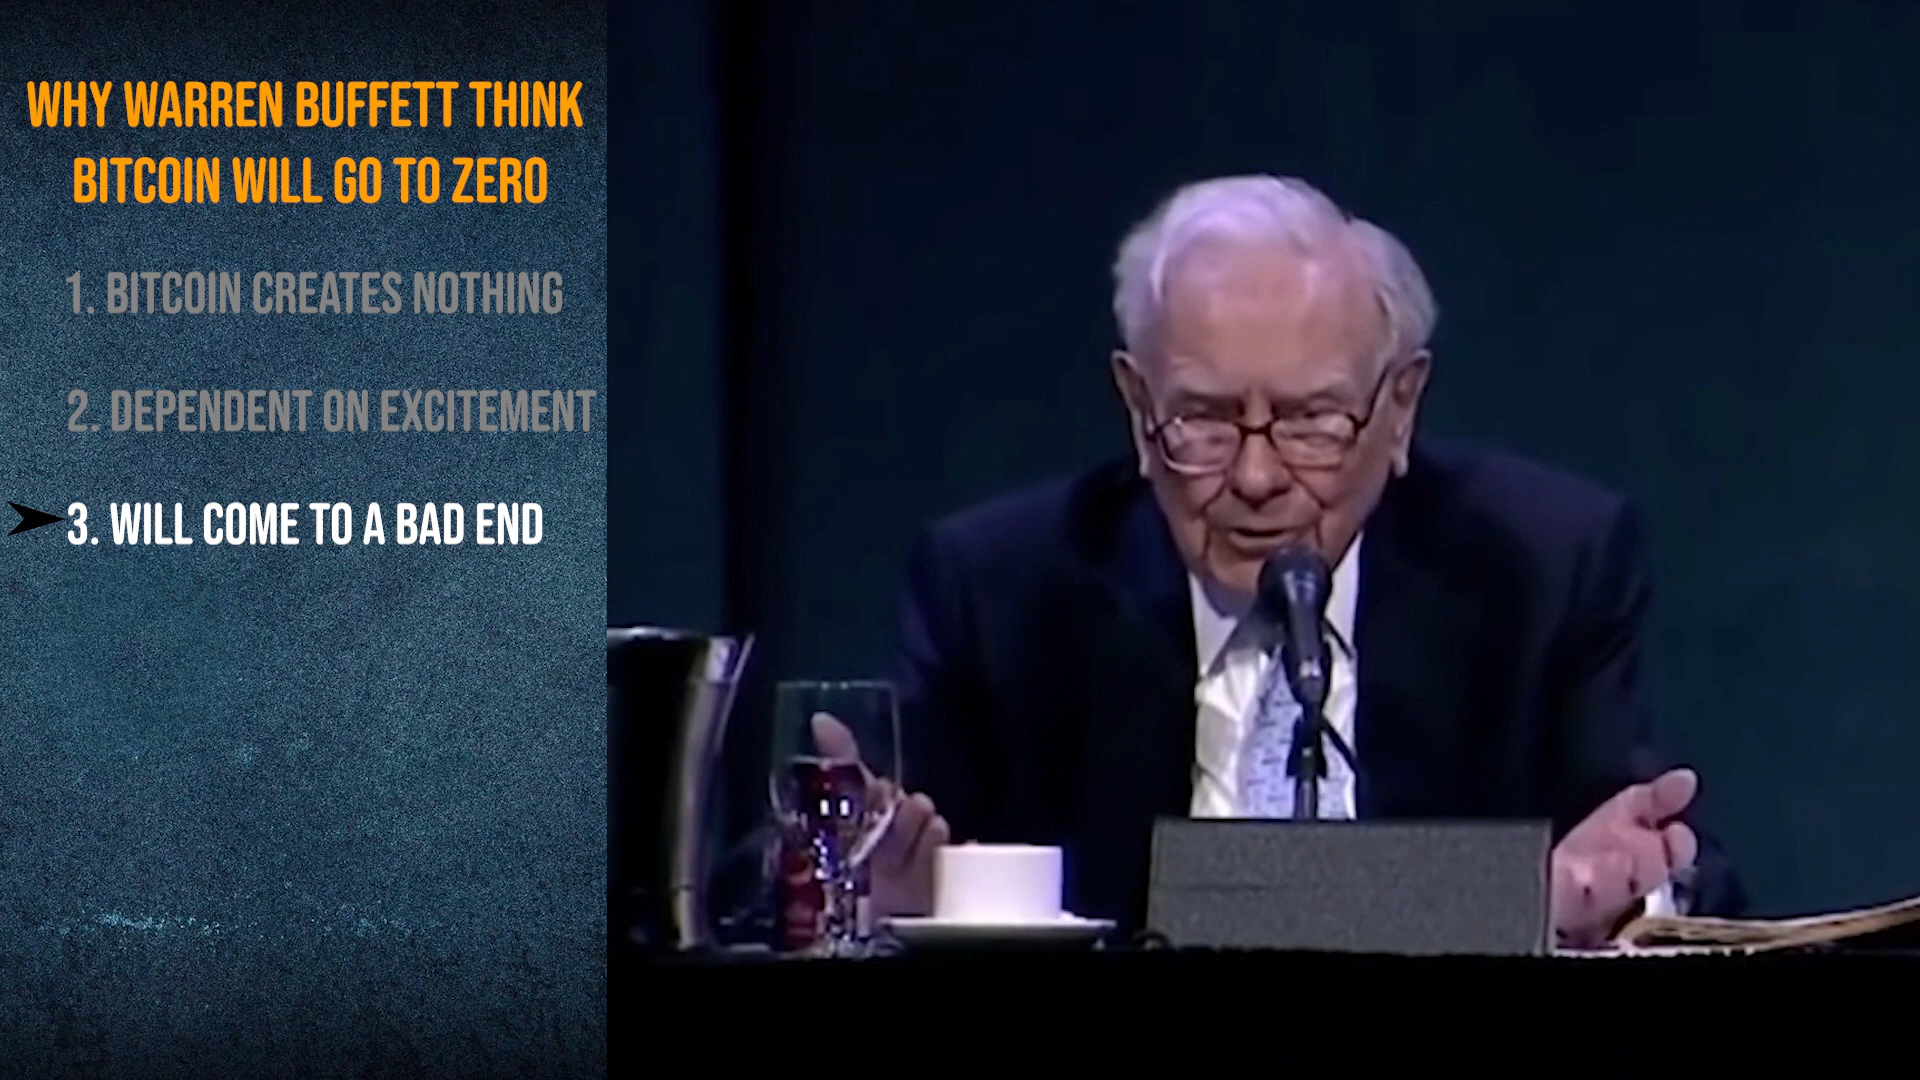 WHY WARREN BUFFETT THINK
BITCOIN WILL GO TO ZERO
1. BITCOIN CREATES NOTHING
2. DEPENDENT ON EXCITEMENT
3. WILL COME TO A BAD END